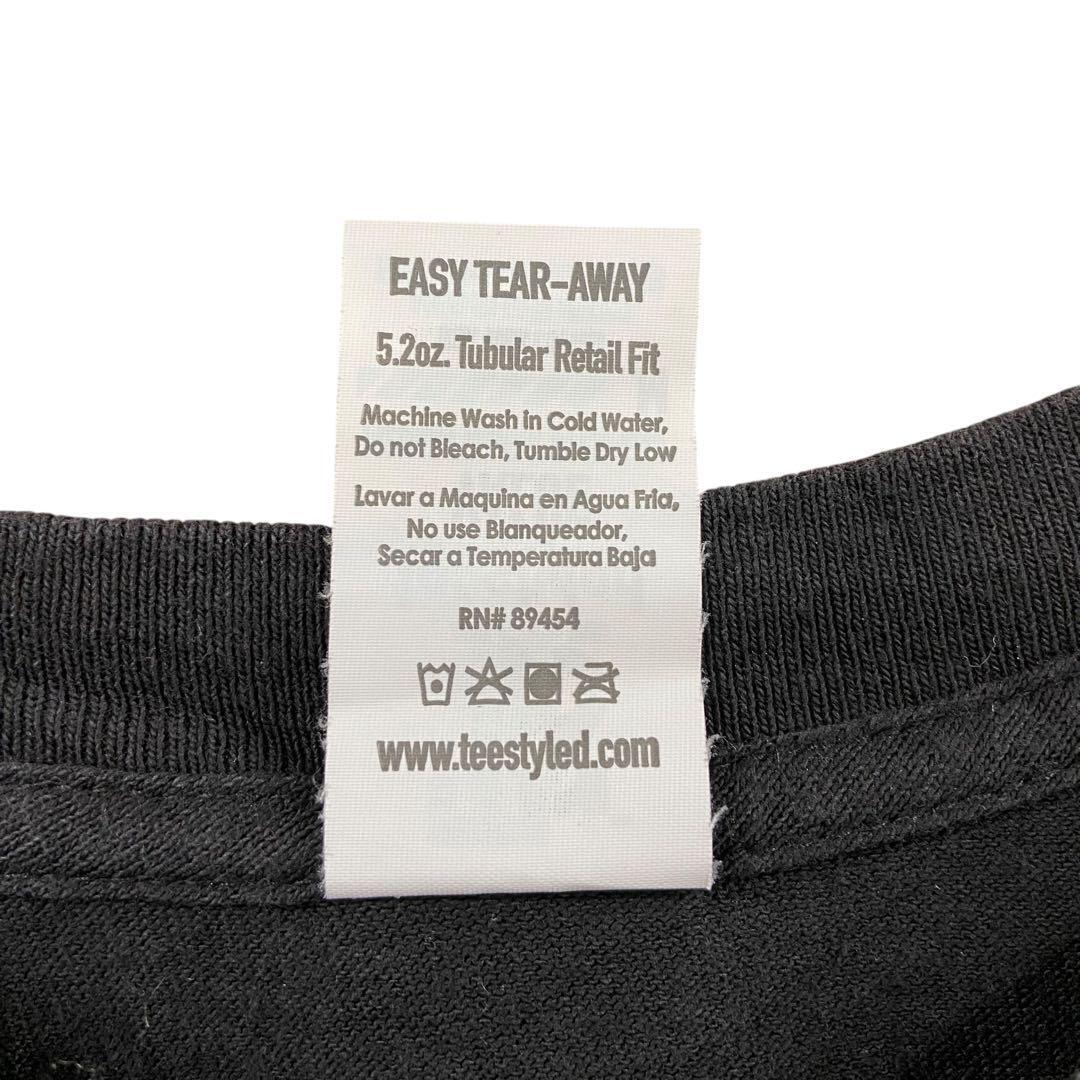 EASY TEAR-AWAY
5.2oz. Tubular Retail Fit
Machine Wash in Cold Water,
Do not Bleach, Tumble Dry Low
Lavar a Maquina en Agua Fria,
No use Blanqueador,
Secar a Temperatura Baja
RN# 89454
www.teestyled.com